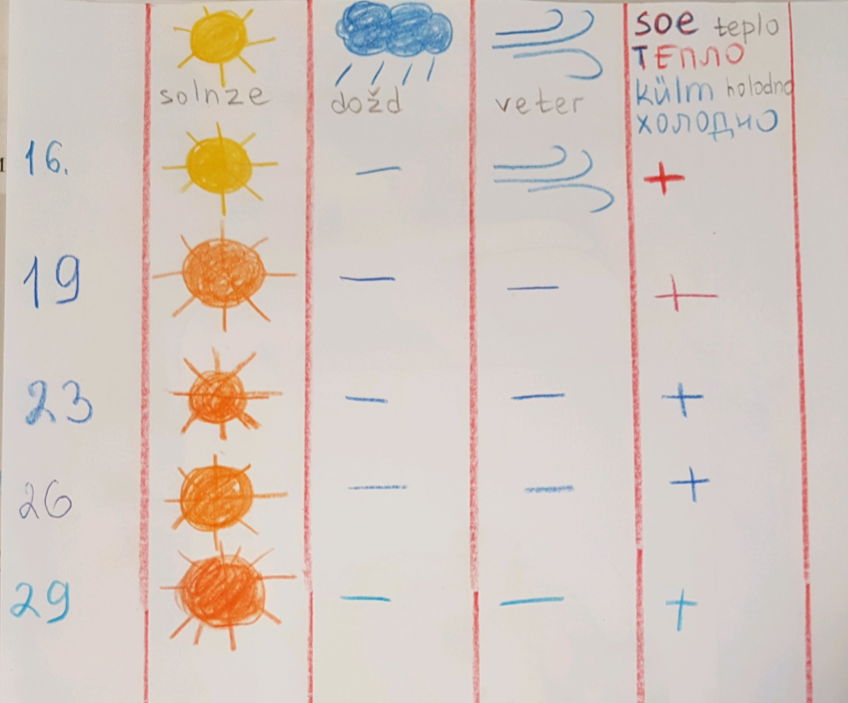 solnze dožd veter
soe teplo
ТЕПЛО
külm holodno
холодно
16. — +
19 — — +
23 — — +
26 — — +
29 — — +